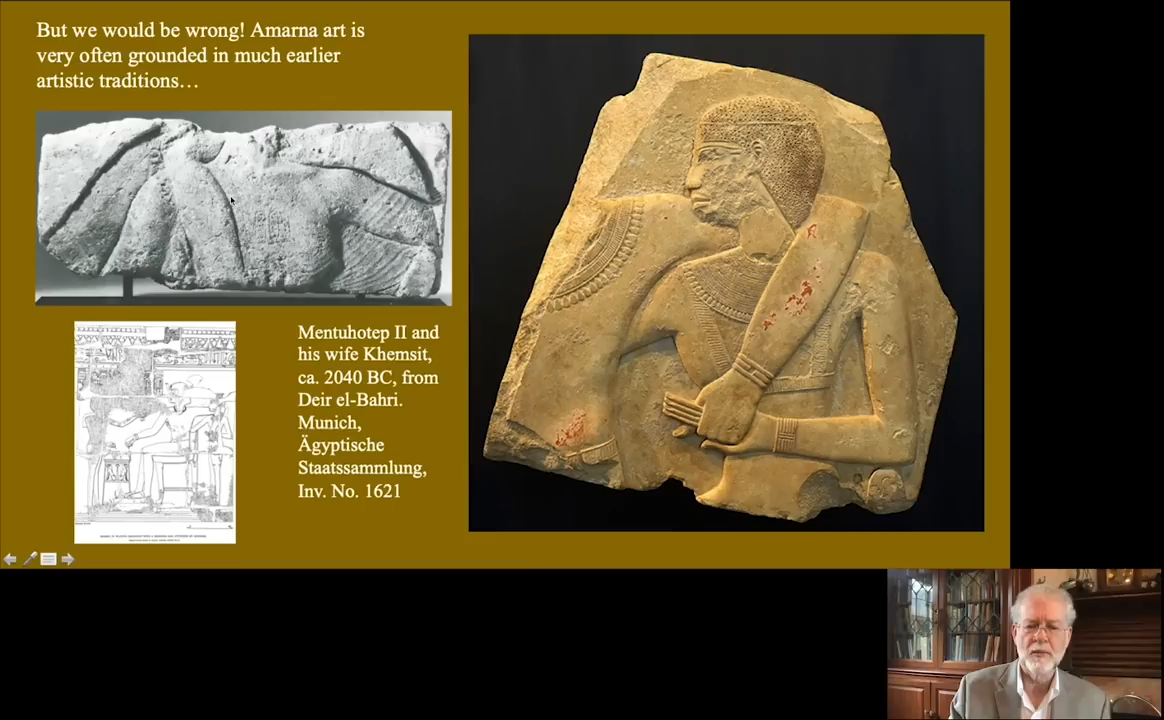 But we would be wrong! Amarna art is
very often grounded in much earlier
artistic traditions…
Mentuhotep II and
his wife Khemsit,
ca. 2040 BC, from
Deir el-Bahri.
Munich,
Ägyptische
Staatssammlung,
Inv. No. 1621